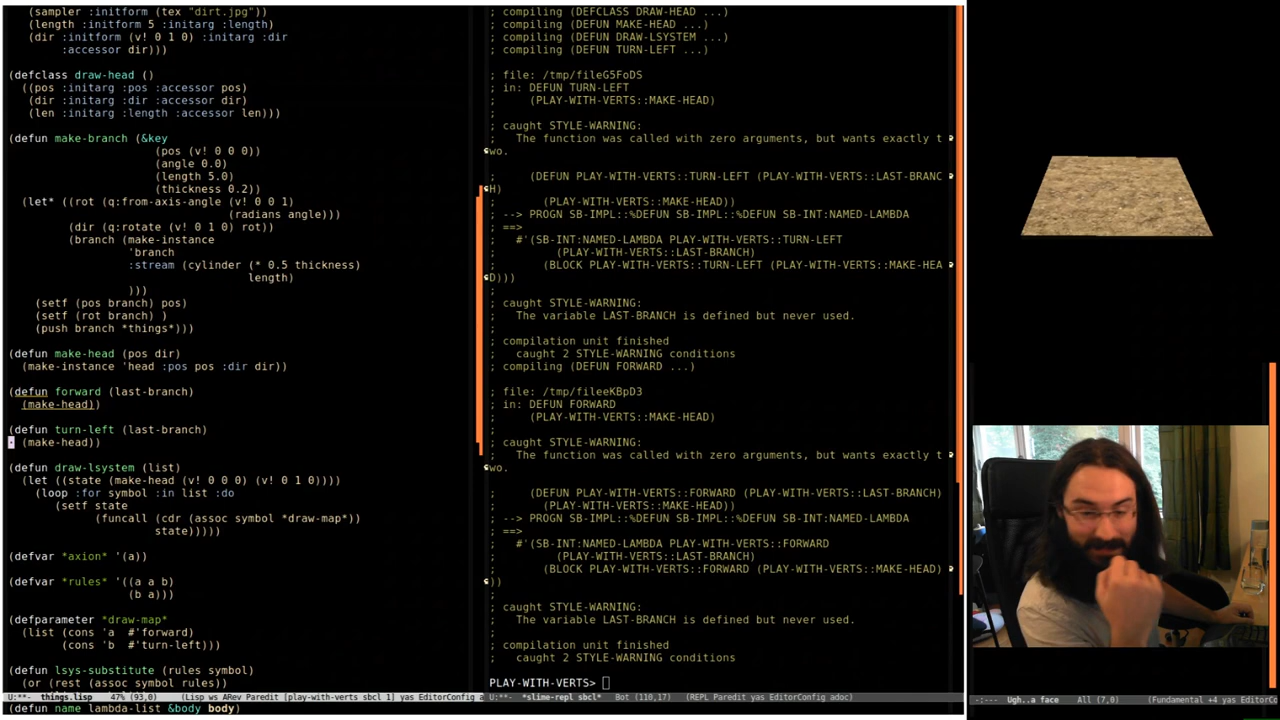 (sampler :initform (tex "dirt.jpg"))
(length :initform 5 :initarg :length)
(dir :initform (v! 0 1 0) :initarg :dir
:accessor dir)))
(defclass draw-head ()
((pos :initarg :pos :accessor pos)
(dir :initarg :dir :accessor dir)
(len :initarg :length :accessor len)))
(defun make-branch (&key
(pos (v! 0 0 0))
(angle 0.0)
(length 5.0)
(thickness 0.2))
(let* ((rot (q:from-axis-angle (v! 0 0 1)
(radians angle)))
(dir (q:rotate (v! 0 1 0) rot))
(branch (make-instance
'branch
:stream (cylinder (* 0.5 thickness)
length)
)))
(setf (pos branch) pos)
(setf (rot branch) )
(push branch *things*)))
(defun make-head (pos dir)
(make-instance 'head :pos pos :dir dir))
(defun forward (last-branch)
(make-head))
(defun turn-left (last-branch)
(make-head))
(defun draw-lsystem (list)
(let ((state (make-head (v! 0 0 0) (v! 0 1 0))))
(loop :for symbol :in list :do
(setf state
(funcall (cdr (assoc symbol *draw-map*))
state)))))
(defvar *axion* '(a))
(defvar *rules* '((a a b)
(b a)))
(defparameter *draw-map*
(list (cons 'a #'forward)
(cons 'b #'turn-left)))
(defun lsys-substitute (rules symbol)
(or (rest (assoc symbol rules))
U:**- things.lisp 47% (93,0) (Lisp ws ARev Paredit [play-with-verts sbcl 1] yas EditorConfig a
(defun name lambda-list &body body)
; compiling (DEFCLASS DRAW-HEAD ...)
; compiling (DEFUN MAKE-HEAD ...)
; compiling (DEFUN DRAW-LSYSTEM ...)
; compiling (DEFUN TURN-LEFT ...)
; file: /tmp/fileG5FoDS
; in: DEFUN TURN-LEFT
; (PLAY-WITH-VERTS::MAKE-HEAD)
;
; caught STYLE-WARNING:
; The function was called with zero arguments, but wants exactly t
wo.
; (DEFUN PLAY-WITH-VERTS::TURN-LEFT (PLAY-WITH-VERTS::LAST-BRANC
H)
; (PLAY-WITH-VERTS::MAKE-HEAD))
; --> PROGN SB-IMPL::%DEFUN SB-IMPL::%DEFUN SB-INT:NAMED-LAMBDA
; ==>
; #'(SB-INT:NAMED-LAMBDA PLAY-WITH-VERTS::TURN-LEFT
; (PLAY-WITH-VERTS::LAST-BRANCH)
; (BLOCK PLAY-WITH-VERTS::TURN-LEFT (PLAY-WITH-VERTS::MAKE-HEA
D)))
;
; caught STYLE-WARNING:
; The variable LAST-BRANCH is defined but never used.
;
; compilation unit finished
; caught 2 STYLE-WARNING conditions
; compiling (DEFUN FORWARD ...)
; file: /tmp/fileeKBpD3
; in: DEFUN FORWARD
; (PLAY-WITH-VERTS::MAKE-HEAD)
;
; caught STYLE-WARNING:
; The function was called with zero arguments, but wants exactly t
wo.
; (DEFUN PLAY-WITH-VERTS::FORWARD (PLAY-WITH-VERTS::LAST-BRANCH)
; (PLAY-WITH-VERTS::MAKE-HEAD))
; --> PROGN SB-IMPL::%DEFUN SB-IMPL::%DEFUN SB-INT:NAMED-LAMBDA
; ==>
; #'(SB-INT:NAMED-LAMBDA PLAY-WITH-VERTS::FORWARD
; (PLAY-WITH-VERTS::LAST-BRANCH)
; (BLOCK PLAY-WITH-VERTS::FORWARD (PLAY-WITH-VERTS::MAKE-HEAD)
))
;
; caught STYLE-WARNING:
; The variable LAST-BRANCH is defined but never used.
;
; compilation unit finished
; caught 2 STYLE-WARNING conditions
PLAY-WITH-VERTS>
U:**- *slime-repl sbcl* Bot (110,17) (REPL Paredit yas EditorConfig adoc)
-:--- Ugh..a face All (7,0) (Fundamental +4 yas EditorCo